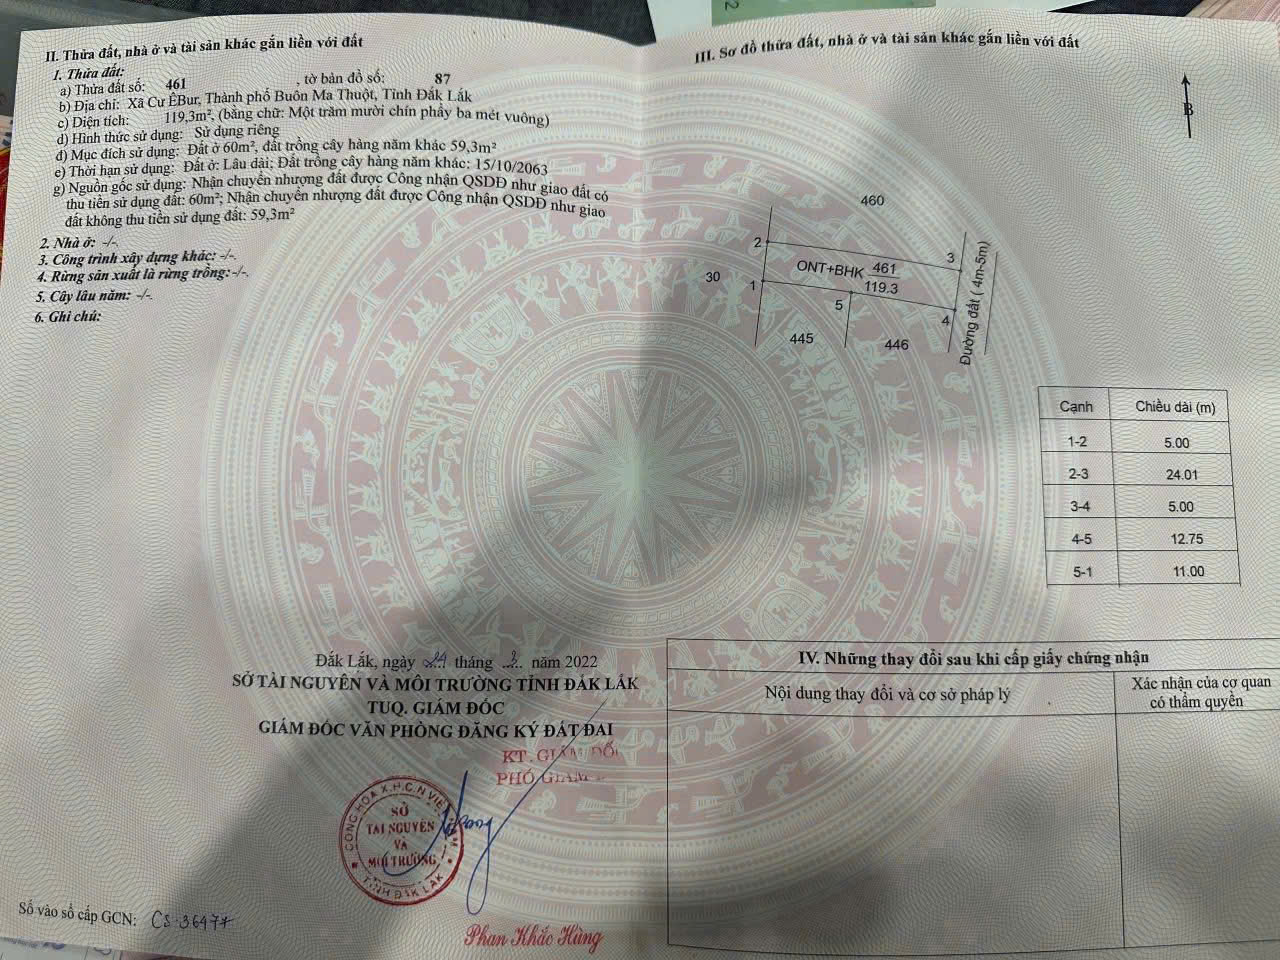 II. Thửa đất, nhà ở và tài sản khác gắn liền với đất
1. Thửa đất:
a) Thửa đất số: 461 , tờ bản đồ số: 87
b) Địa chỉ: Xã Cư ÊBur, Thành phố Buôn Ma Thuột, Tỉnh Đắk Lắk
c) Diện tích: 119,3m², (bằng chữ: Một trăm mười chín phẩy ba mét vuông)
d) Hình thức sử dụng: Sử dụng riêng
đ) Mục đích sử dụng: Đất ở 60m², đất trồng cây hàng năm khác 59,3m²
e) Thời hạn sử dụng: Đất ở: Lâu dài; Đất trồng cây hàng năm khác: 15/10/2063
g) Nguồn gốc sử dụng: Nhận chuyển nhượng đất được Công nhận QSDĐ như giao đất có
thu tiền sử dụng đất: 60m²; Nhận chuyển nhượng đất được Công nhận QSDĐ như giao
đất không thu tiền sử dụng đất: 59,3m²
2. Nhà ở: -/-.
3. Công trình xây dựng khác: -/-.
4. Rừng sản xuất là rừng trồng:-/-.
5. Cây lâu năm: -/-.
6. Ghi chú:
Đắk Lắk, ngày tháng 2 năm 2022
SỞ TÀI NGUYÊN VÀ MÔI TRƯỜNG TỈNH ĐẮK LẮK
TUQ. GIÁM ĐỐC
GIÁM ĐỐC VĂN PHÒNG ĐĂNG KÝ ĐẤT ĐAI
KT. GIÁM ĐỐC
PHÓ GIÁM
CỘNG HÒA X.H.C.N VIỆT NAM
SỞ
TÀI NGUYÊN
VÀ
MÔI TRƯỜNG
TỈNH ĐẮK LẮK
Phan Khắc Hùng
Số vào sổ cấp GCN: CS 36477
III. Sơ đồ thửa đất, nhà ở và tài sản khác gắn liền với đất
B
460
2
3
ONT+BHK 461
119.3
30
1
5
4
445
446
Đường đất ( 4m-5m)
Cạnh Chiều dài (m)
1-2 5.00
2-3 24.01
3-4 5.00
4-5 12.75
5-1 11.00
IV. Những thay đổi sau khi cấp giấy chứng nhận
Nội dung thay đổi và cơ sở pháp lý
Xác nhận của cơ quan
có thẩm quyền